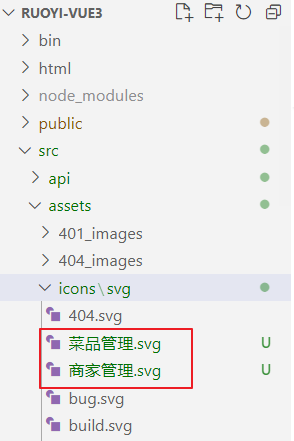 RUOYI-VUE3
bin
html
node_modules
public
src
api
assets
401_images
404_images
icons\svg
404.svg
菜品管理.svg U
商家管理.svg U
bug.svg
build.svg